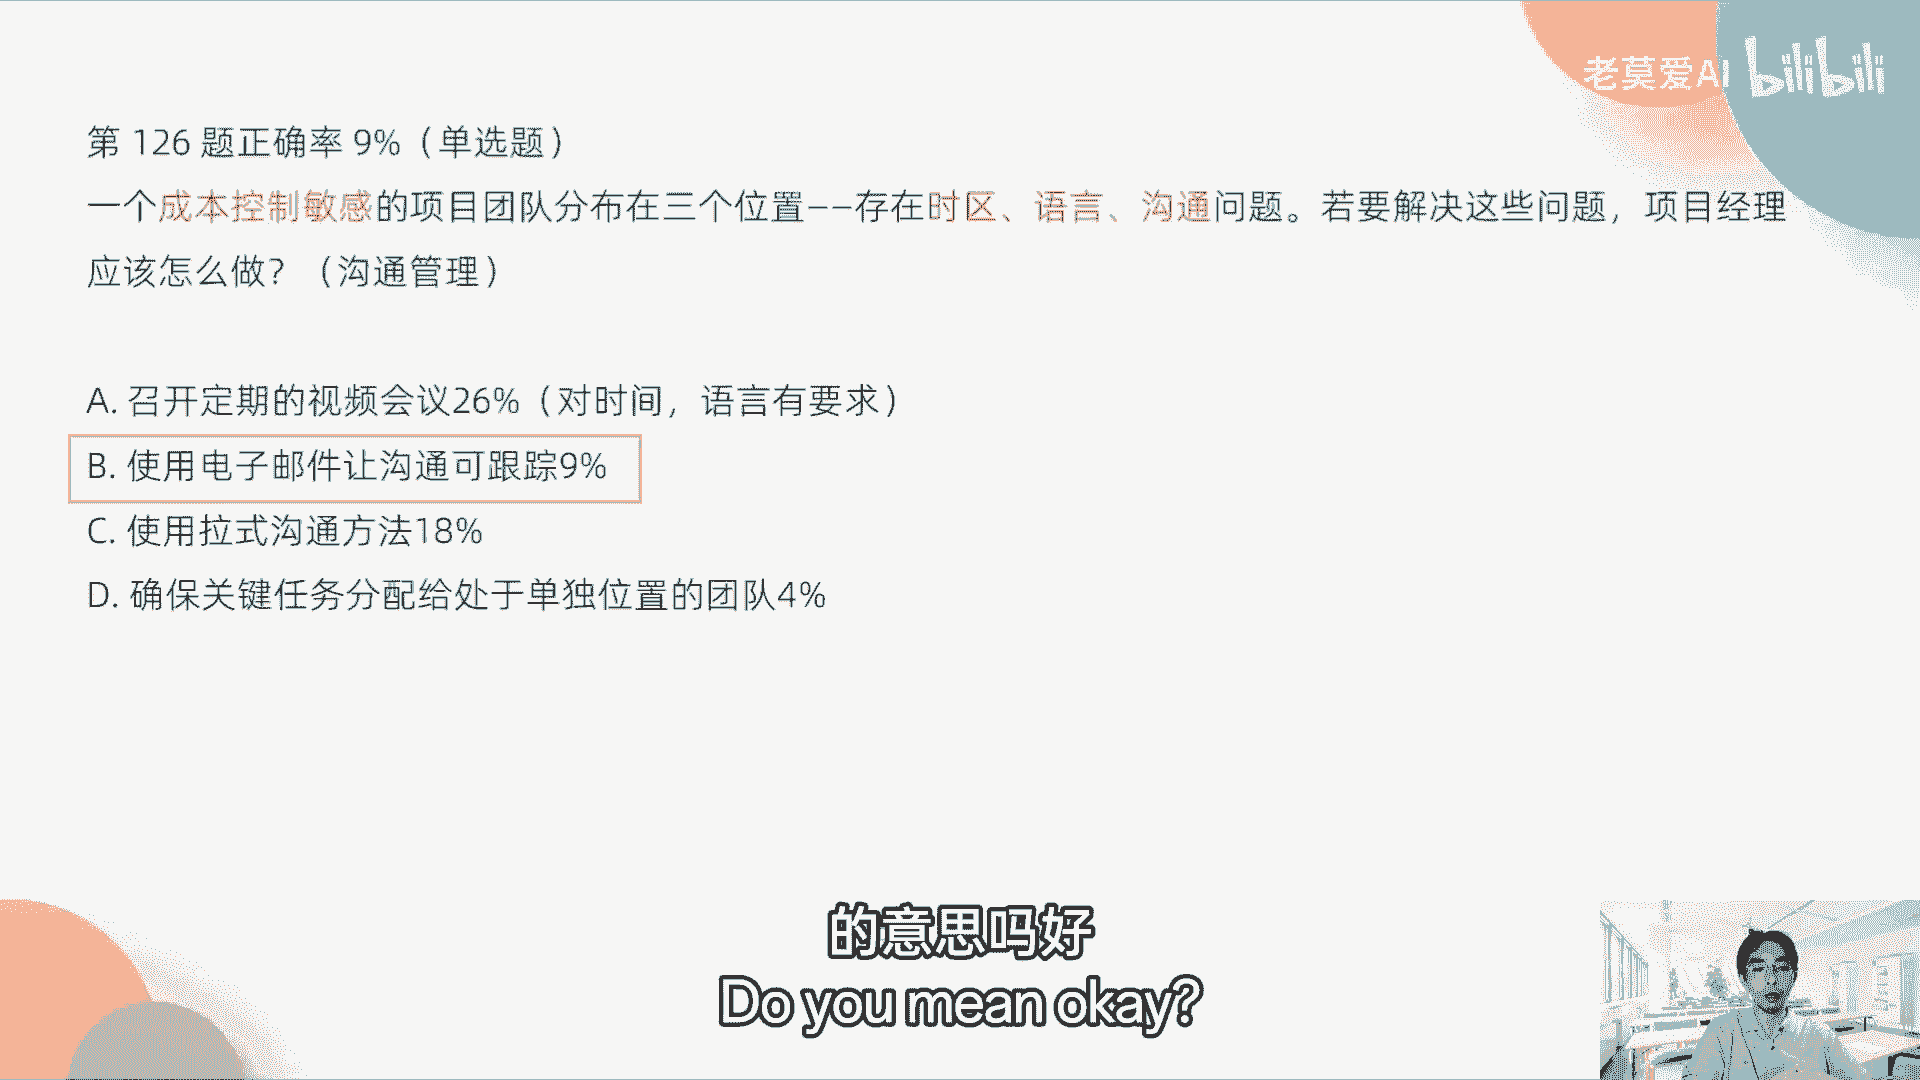 老莫爱AI bilibili
第 126 题正确率 9%（单选题）
一个成本控制敏感的项目团队分布在三个位置——存在时区、语言、沟通问题。若要解决这些问题，项目经理
应该怎么做？（沟通管理）
A. 召开定期的视频会议26%（对时间，语言有要求）
B. 使用电子邮件让沟通可跟踪9%
C. 使用拉式沟通方法18%
D. 确保关键任务分配给处于单独位置的团队4%
的意思吗好
Do you mean okay?